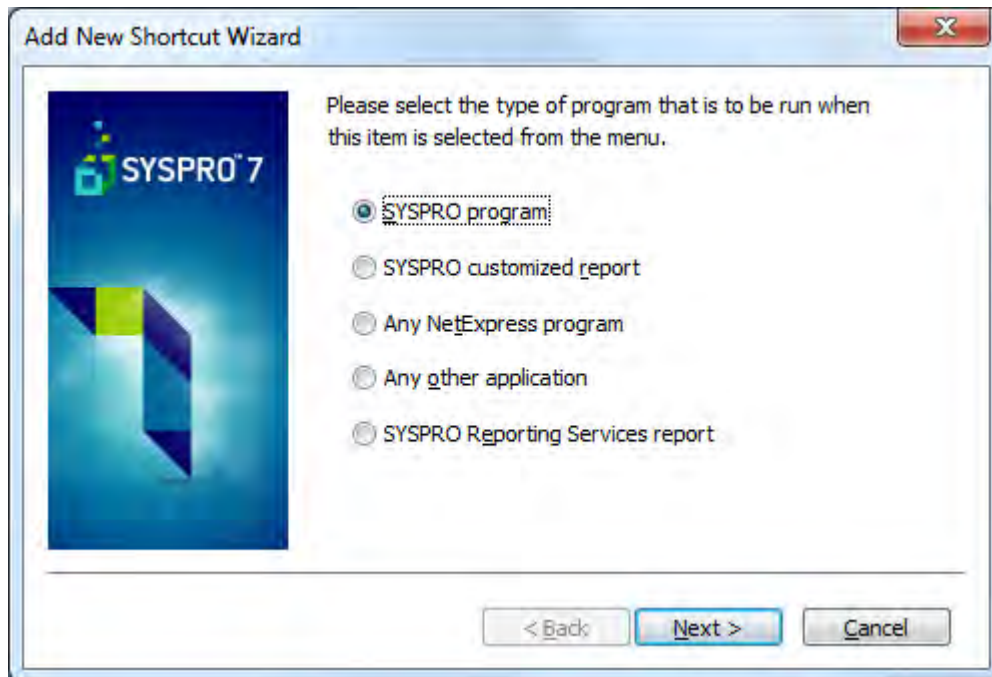 Add New Shortcut Wizard
SYSPRO™ 7
Please select the type of program that is to be run when
this item is selected from the menu.
SYSPRO program
SYSPRO customized report
Any NetExpress program
Any other application
SYSPRO Reporting Services report
< Back
Next >
Cancel